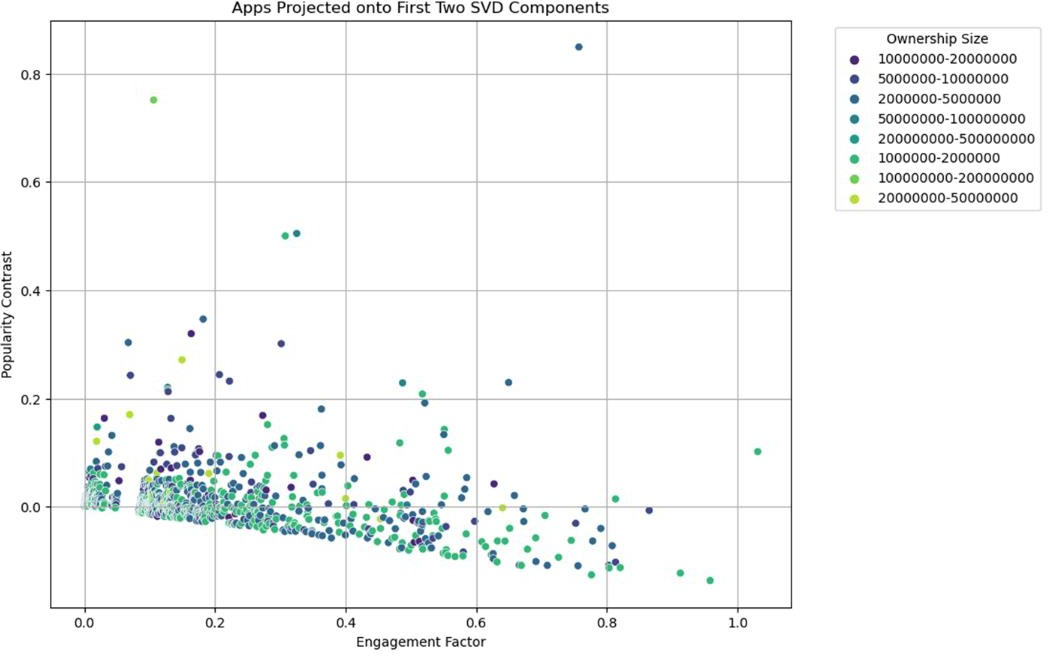 Apps Projected onto First Two SVD Components
Popularity Contrast
0.8
0.6
0.4
0.2
0.0
0.0 0.2 0.4 0.6 0.8 1.0
Engagement Factor
Ownership Size
10000000-20000000
5000000-10000000
2000000-5000000
50000000-100000000
200000000-500000000
1000000-2000000
100000000-200000000
20000000-50000000